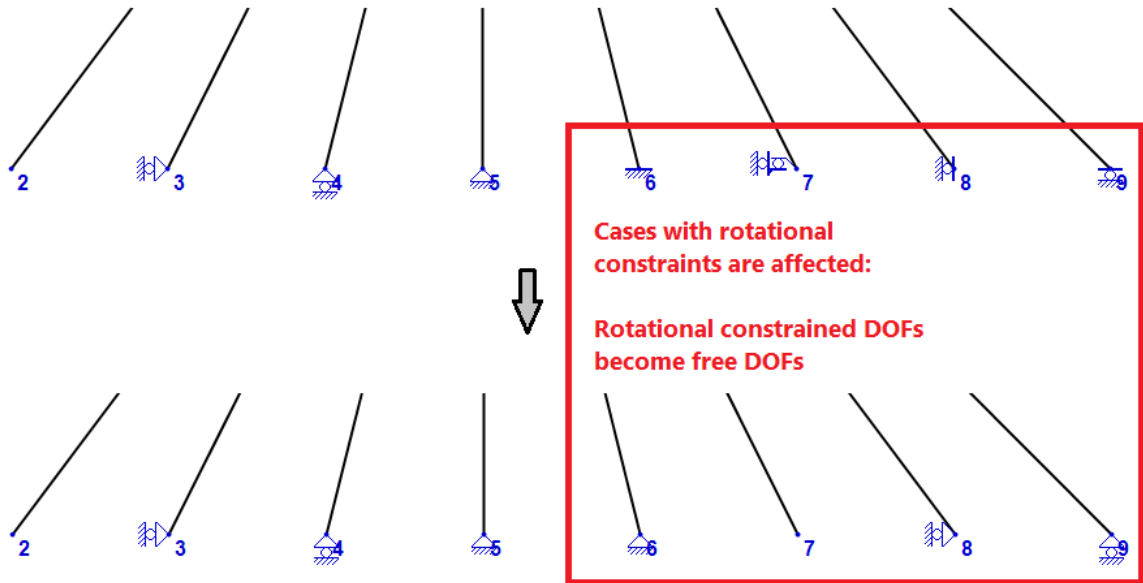 2 3 4 5 6 7 8 9
Cases with rotational
constraints are affected:
Rotational constrained DOFs
become free DOFs
2 3 4 5 6 7 8 9